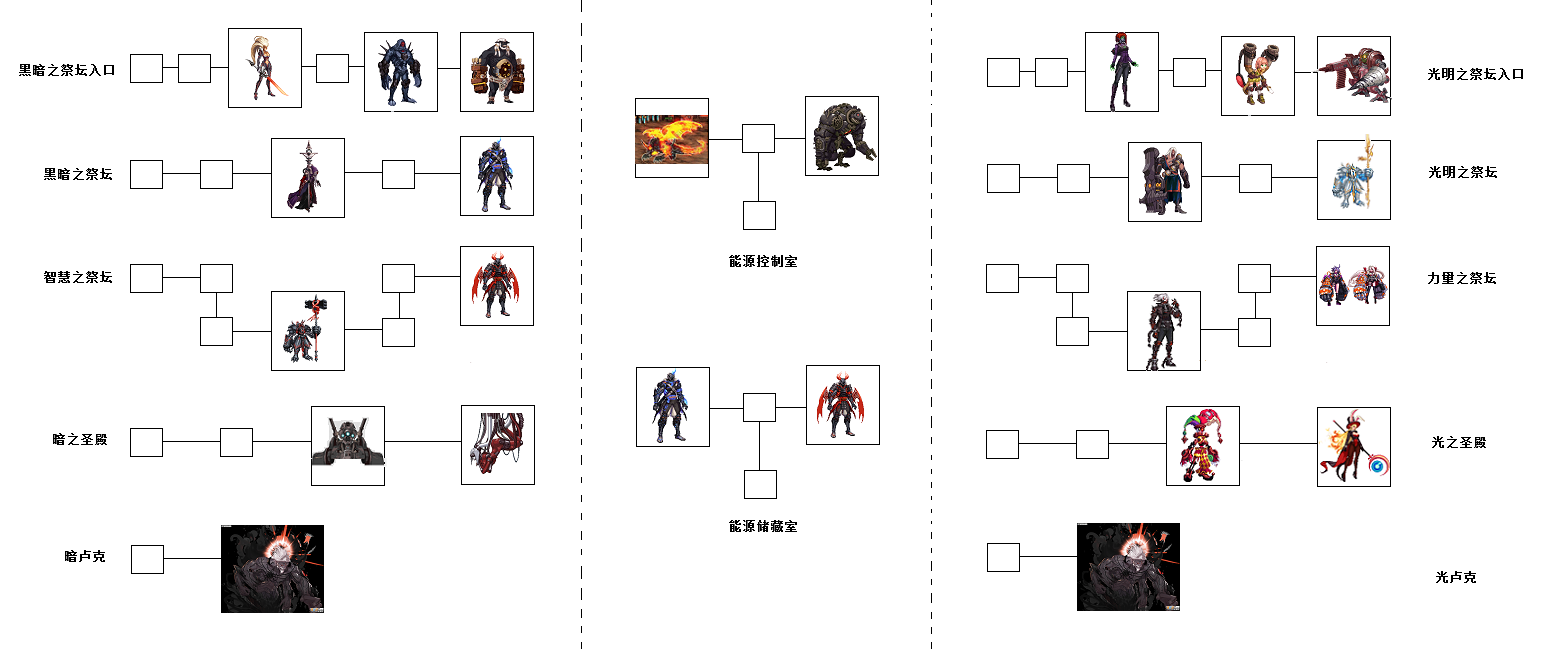 黑暗之祭坛入口
光明之祭坛入口
黑暗之祭坛
光明之祭坛
智慧之祭坛
能源控制室
力量之祭坛
暗之圣殿
光之圣殿
能源储藏室
暗卢克
光卢克